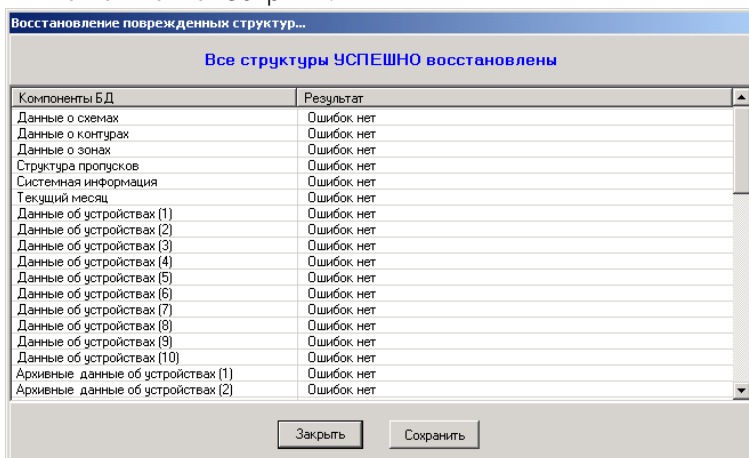 Восстановление поврежденных структур...
Все структуры УСПЕШНО восстановлены
Компоненты БД Результат
Данные о схемах Ошибок нет
Данные о контурах Ошибок нет
Данные о зонах Ошибок нет
Структура пропусков Ошибок нет
Системная информация Ошибок нет
Текущий месяц Ошибок нет
Данные об устройствах (1) Ошибок нет
Данные об устройствах (2) Ошибок нет
Данные об устройствах (3) Ошибок нет
Данные об устройствах (4) Ошибок нет
Данные об устройствах (5) Ошибок нет
Данные об устройствах (6) Ошибок нет
Данные об устройствах (7) Ошибок нет
Данные об устройствах (8) Ошибок нет
Данные об устройствах (9) Ошибок нет
Данные об устройствах (10) Ошибок нет
Архивные данные об устройствах (1) Ошибок нет
Архивные данные об устройствах (2) Ошибок нет
Закрыть Сохранить